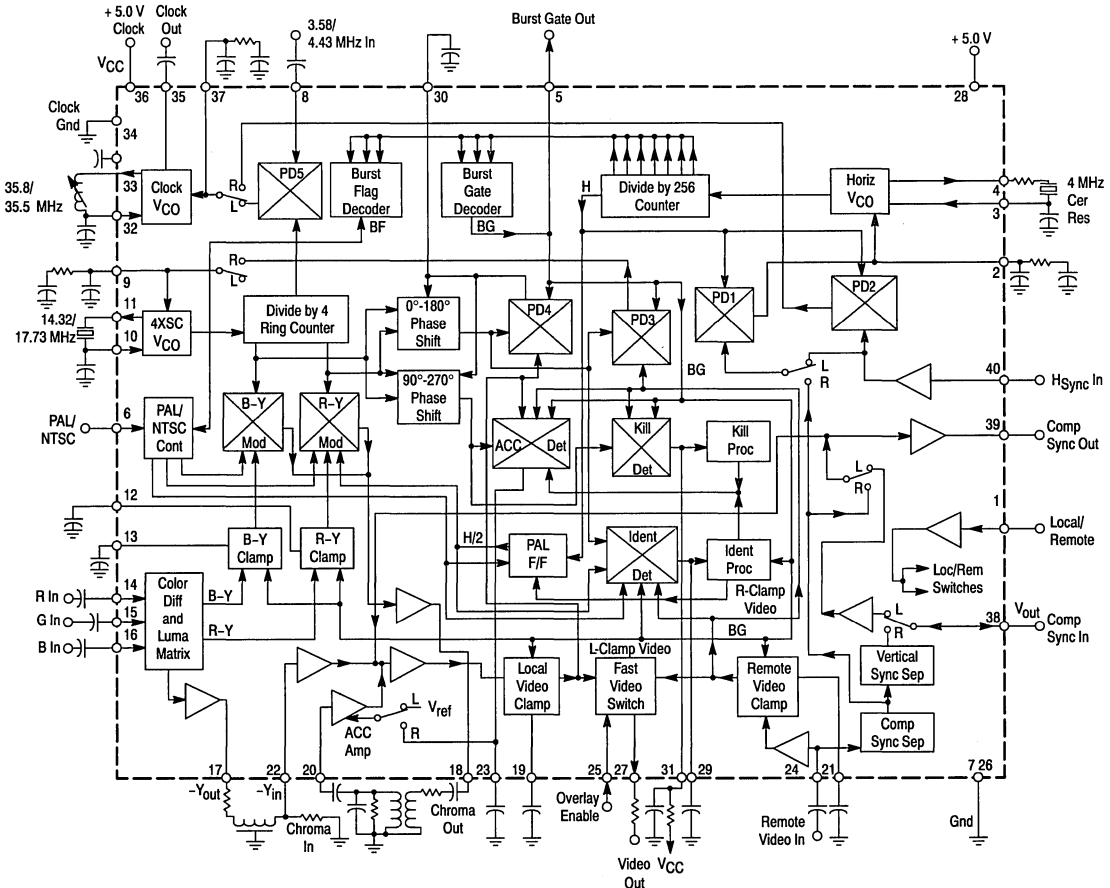 + 5.0 V
Clock
Clock
Out
3.58/
4.43 MHz In
Burst Gate Out
+ 5.0 V
VCC
36
35
37
8
30
5
28
Clock
Gnd
34
35.8/
35.5 MHz
33
32
Clock
VCO
R
L
PD5
Burst
Flag
Decoder
BF
Burst
Gate
Decoder
BG
Divide by 256
Counter
H
Horiz
VCO
4
3
4 MHz
Cer
Res
2
9
R
L
11
14.32/
17.73 MHz
10
4XSC
VCO
Divide by 4
Ring Counter
0°-180°
Phase
Shift
90°-270°
Phase
Shift
PD4
PD3
PD1
PD2
BG
L
R
40
HSync In
6
PAL/
NTSC
PAL/
NTSC
Cont
B–Y
Mod
R–Y
Mod
ACC
Det
Kill
Det
Kill
Proc
39
Comp
Sync Out
L
R
12
13
B–Y
Clamp
R–Y
Clamp
H/2
PAL
F/F
Ident
Det
Ident
Proc
R-Clamp
Video
1
Local/
Remote
Loc/Rem
Switches
14
R In
15
G In
16
B In
Color
Diff
and
Luma
Matrix
B–Y
R–Y
BG
L
R
38
Vout
Comp
Sync In
L-Clamp Video
Local
Video
Clamp
Fast
Video
Switch
Remote
Video
Clamp
Vertical
Sync Sep
Comp
Sync Sep
ACC
Amp
L
Vref
R
17
22
20
18
23
19
25
27
31
29
24
21
7 26
–Yout
–Yin
Chroma
In
Chroma
Out
Overlay
Enable
Video
Out
VCC
Remote
Video In
Gnd